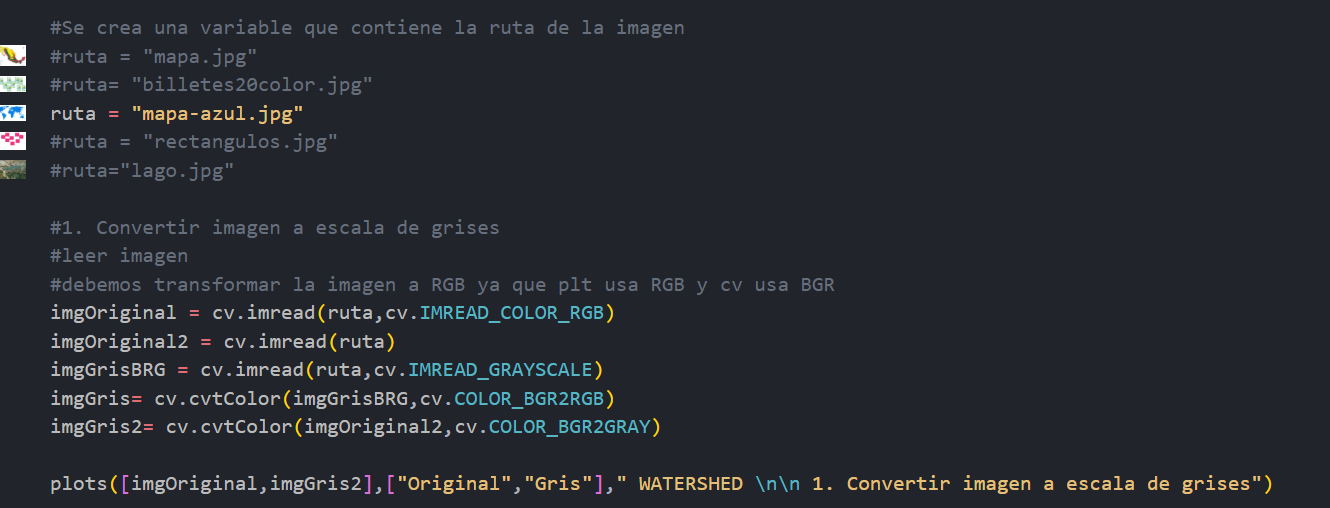 #Se crea una variable que contiene la ruta de la imagen
#ruta = "mapa.jpg"
#ruta= "billetes20color.jpg"
ruta = "mapa-azul.jpg"
#ruta = "rectangulos.jpg"
#ruta="lago.jpg"
#1. Convertir imagen a escala de grises
#leer imagen
#debemos transformar la imagen a RGB ya que plt usa RGB y cv usa BGR
imgOriginal = cv.imread(ruta,cv.IMREAD_COLOR_RGB)
imgOriginal2 = cv.imread(ruta)
imgGrisBRG = cv.imread(ruta,cv.IMREAD_GRAYSCALE)
imgGris= cv.cvtColor(imgGrisBRG,cv.COLOR_BGR2RGB)
imgGris2= cv.cvtColor(imgOriginal2,cv.COLOR_BGR2GRAY)
plots([imgOriginal,imgGris2],["Original","Gris"]," WATERSHED \n\n 1. Convertir imagen a escala de grises")